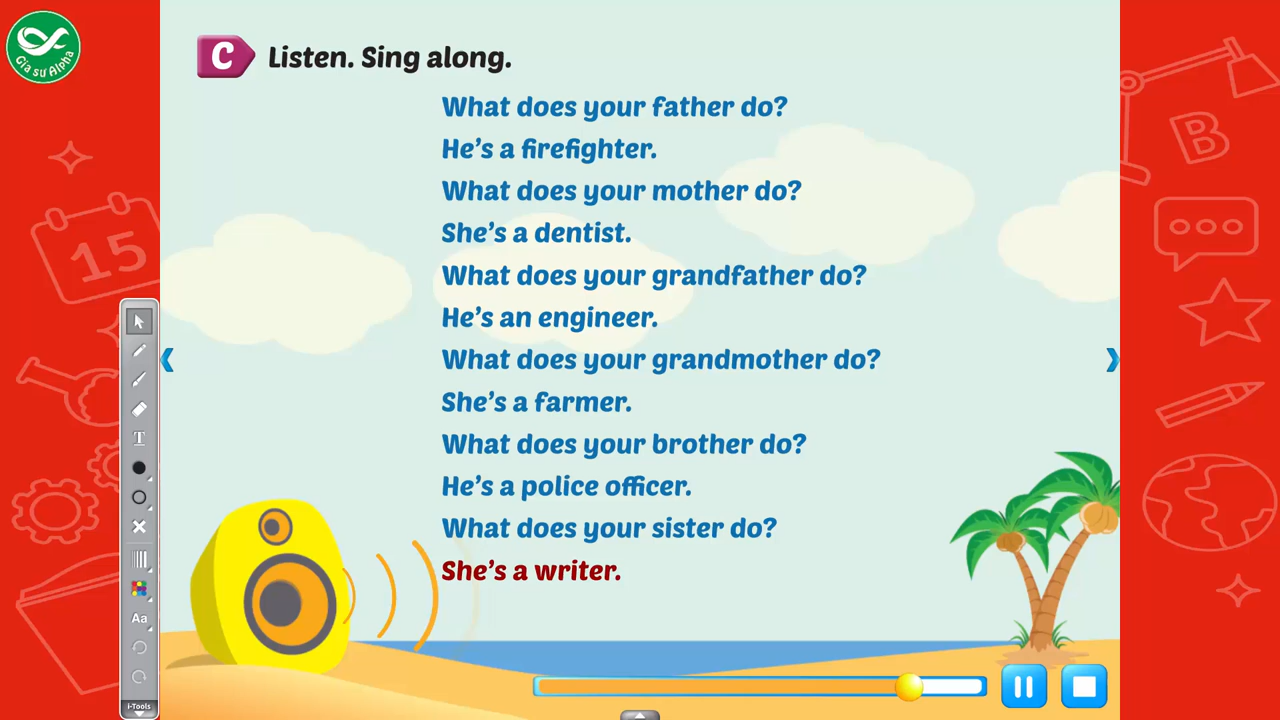 Gia sư Alpha
C Listen. Sing along.
What does your father do?
He's a firefighter.
What does your mother do?
She's a dentist.
What does your grandfather do?
He's an engineer.
What does your grandmother do?
She's a farmer.
What does your brother do?
He's a police officer.
What does your sister do?
She's a writer.
15
B
T
Aa
i-Tools